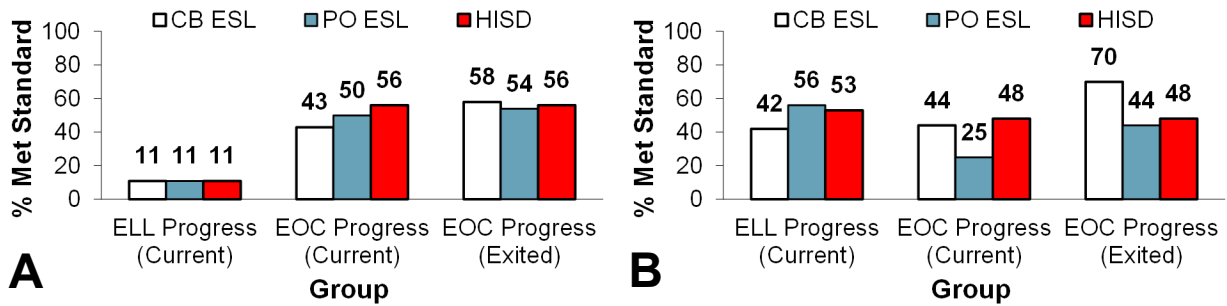 CB ESL PO ESL HISD
% Met Standard
100
80
60
40
20
0
11 11 11
43 50 56
58 54 56
ELL Progress (Current)
EOC Progress (Current)
EOC Progress (Exited)
Group
A
CB ESL PO ESL HISD
% Met Standard
100
80
60
40
20
0
42 56 53
44 25 48
70 44 48
ELL Progress (Current)
EOC Progress (Current)
EOC Progress (Exited)
Group
B